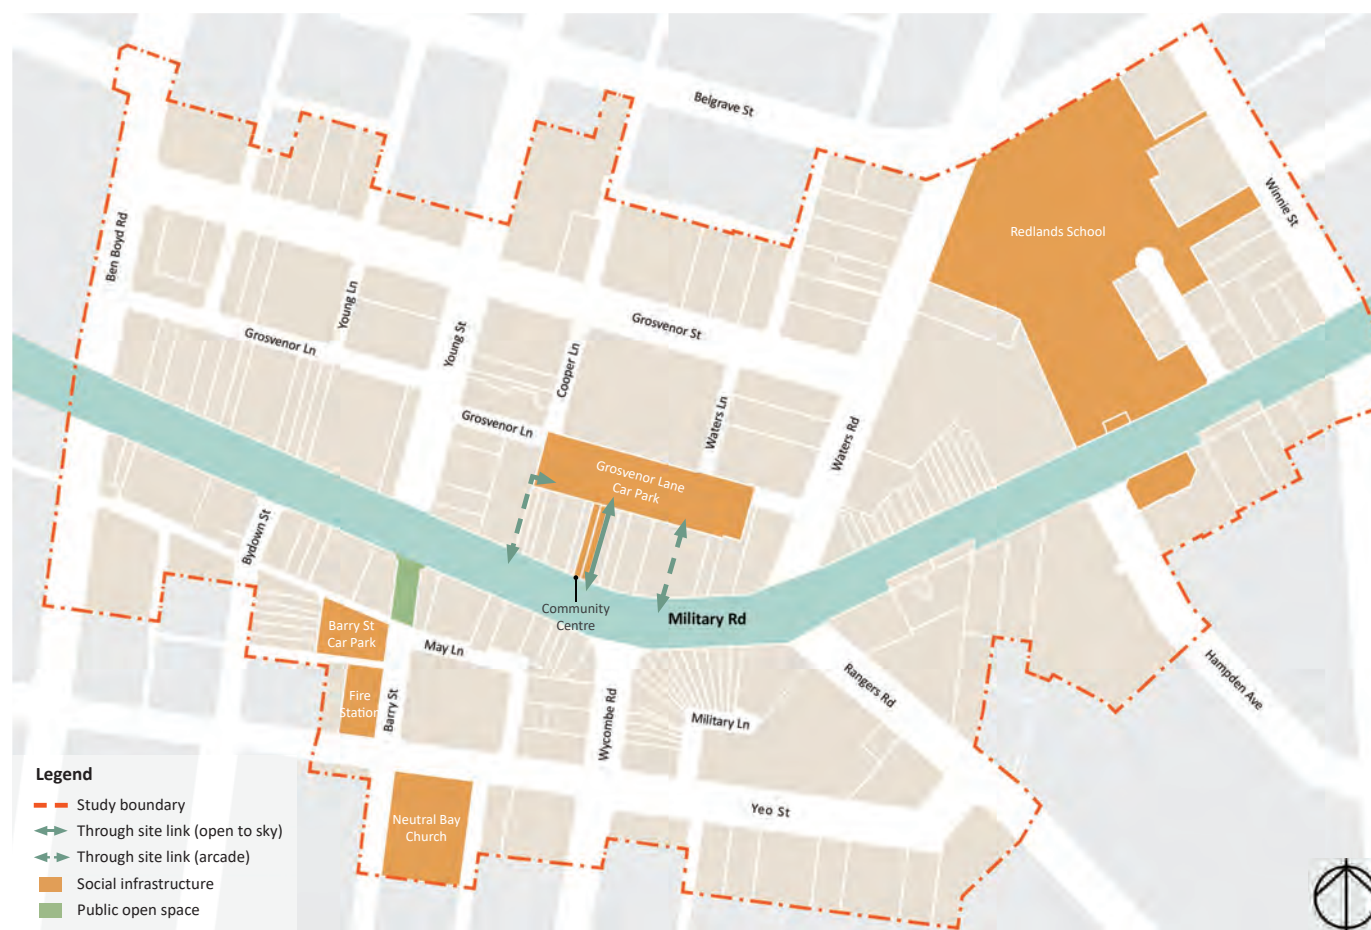 Belgrave St
Winnie St
Ben Boyd Rd
Redlands School
Young Ln
Grosvenor St
Grosvenor Ln
Young St
Cooper Ln
Waters Ln
Waters Rd
Grosvenor Ln
Grosvenor Lane
Car Park
Bydown St
Community
Centre
Military Rd
Barry St
Car Park
May Ln
Rangers Rd
Hampden Ave
Fire
Station
Barry St
Wycombe Rd
Military Ln
Yeo St
Neutral Bay
Church
Legend
Study boundary
Through site link (open to sky)
Through site link (arcade)
Social infrastructure
Public open space